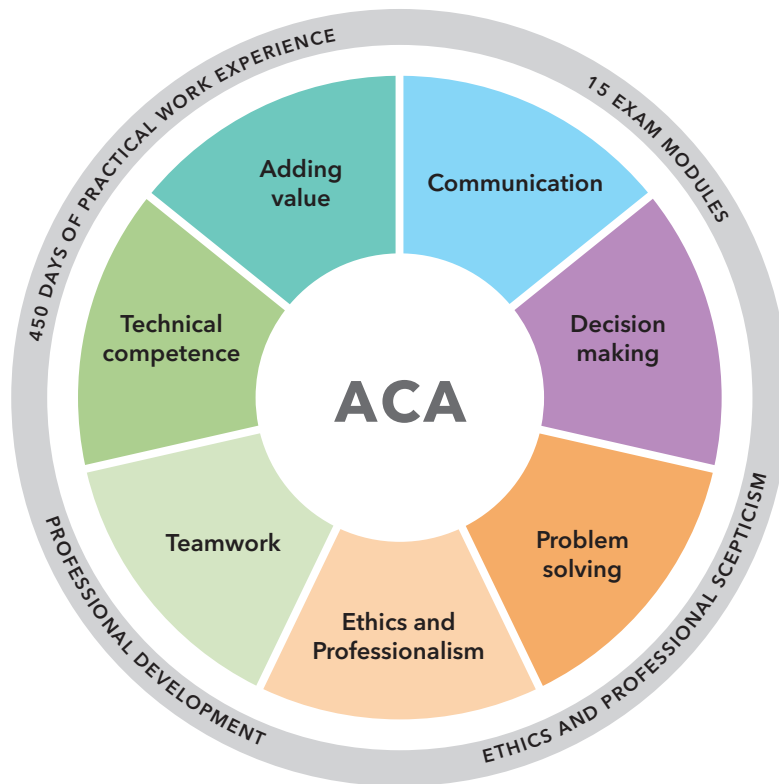 450 DAYS OF PRACTICAL WORK EXPERIENCE
15 EXAM MODULES
Adding
value
Communication
Technical
competence
Decision
making
ACA
Teamwork
Problem
solving
Ethics and
Professionalism
PROFESSIONAL DEVELOPMENT
ETHICS AND PROFESSIONAL SCEPTICISM